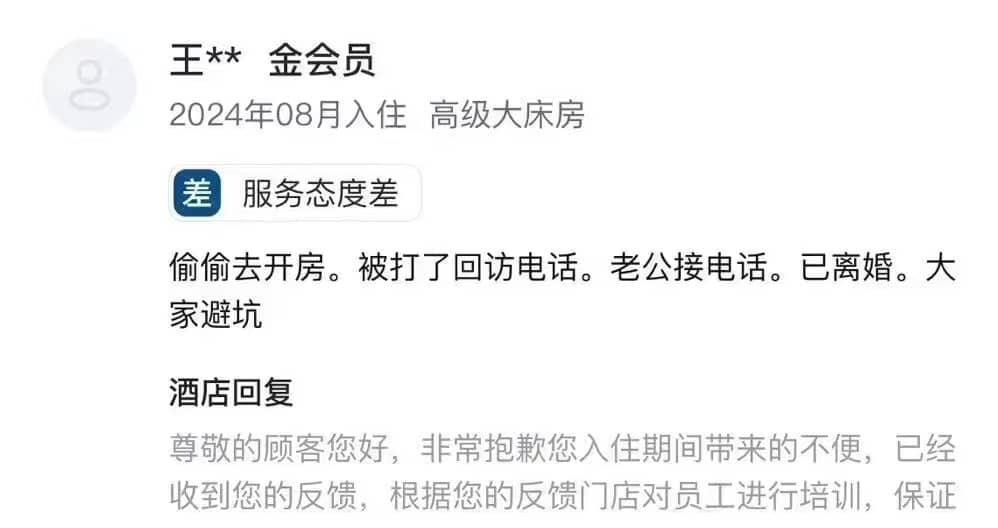 王** 金会员
2024年08月入住 高级大床房
差 服务态度差
偷偷去开房。被打了回访电话。老公接电话。已离婚。大
家避坑
酒店回复
尊敬的顾客您好，非常抱歉您入住期间带来的不便，已经
收到您的反馈，根据您的反馈门店对员工进行培训，保证